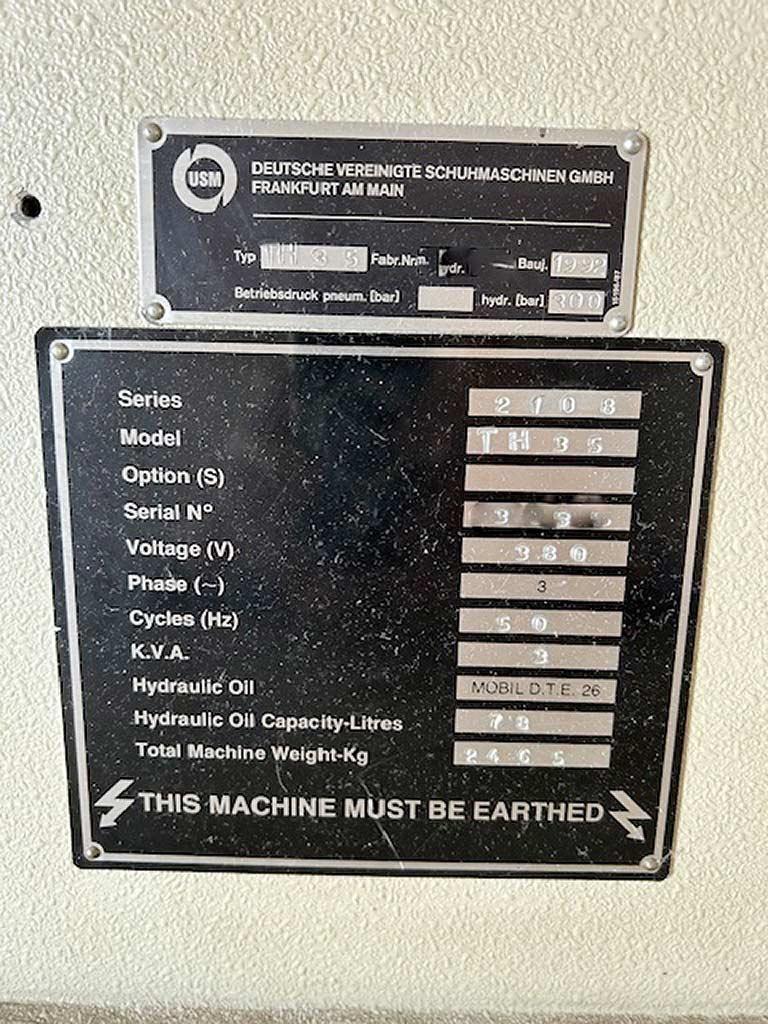 USM
DEUTSCHE VEREINIGTE SCHUHMASCHINEN GMBH
FRANKFURT AM MAIN
Typ TH 35 Fabr.Nr. Bauj. 1992
Betriebsdruck pneum. [bar] hydr. [bar] 300
Series 2108
Model TH 35
Option (S)
Serial Nº
Voltage (V) 380
Phase (~) 3
Cycles (Hz) 50
K.V.A. 3
Hydraulic Oil MOBIL D.T.E. 26
Hydraulic Oil Capacity-Litres 78
Total Machine Weight-Kg 2465
THIS MACHINE MUST BE EARTHED